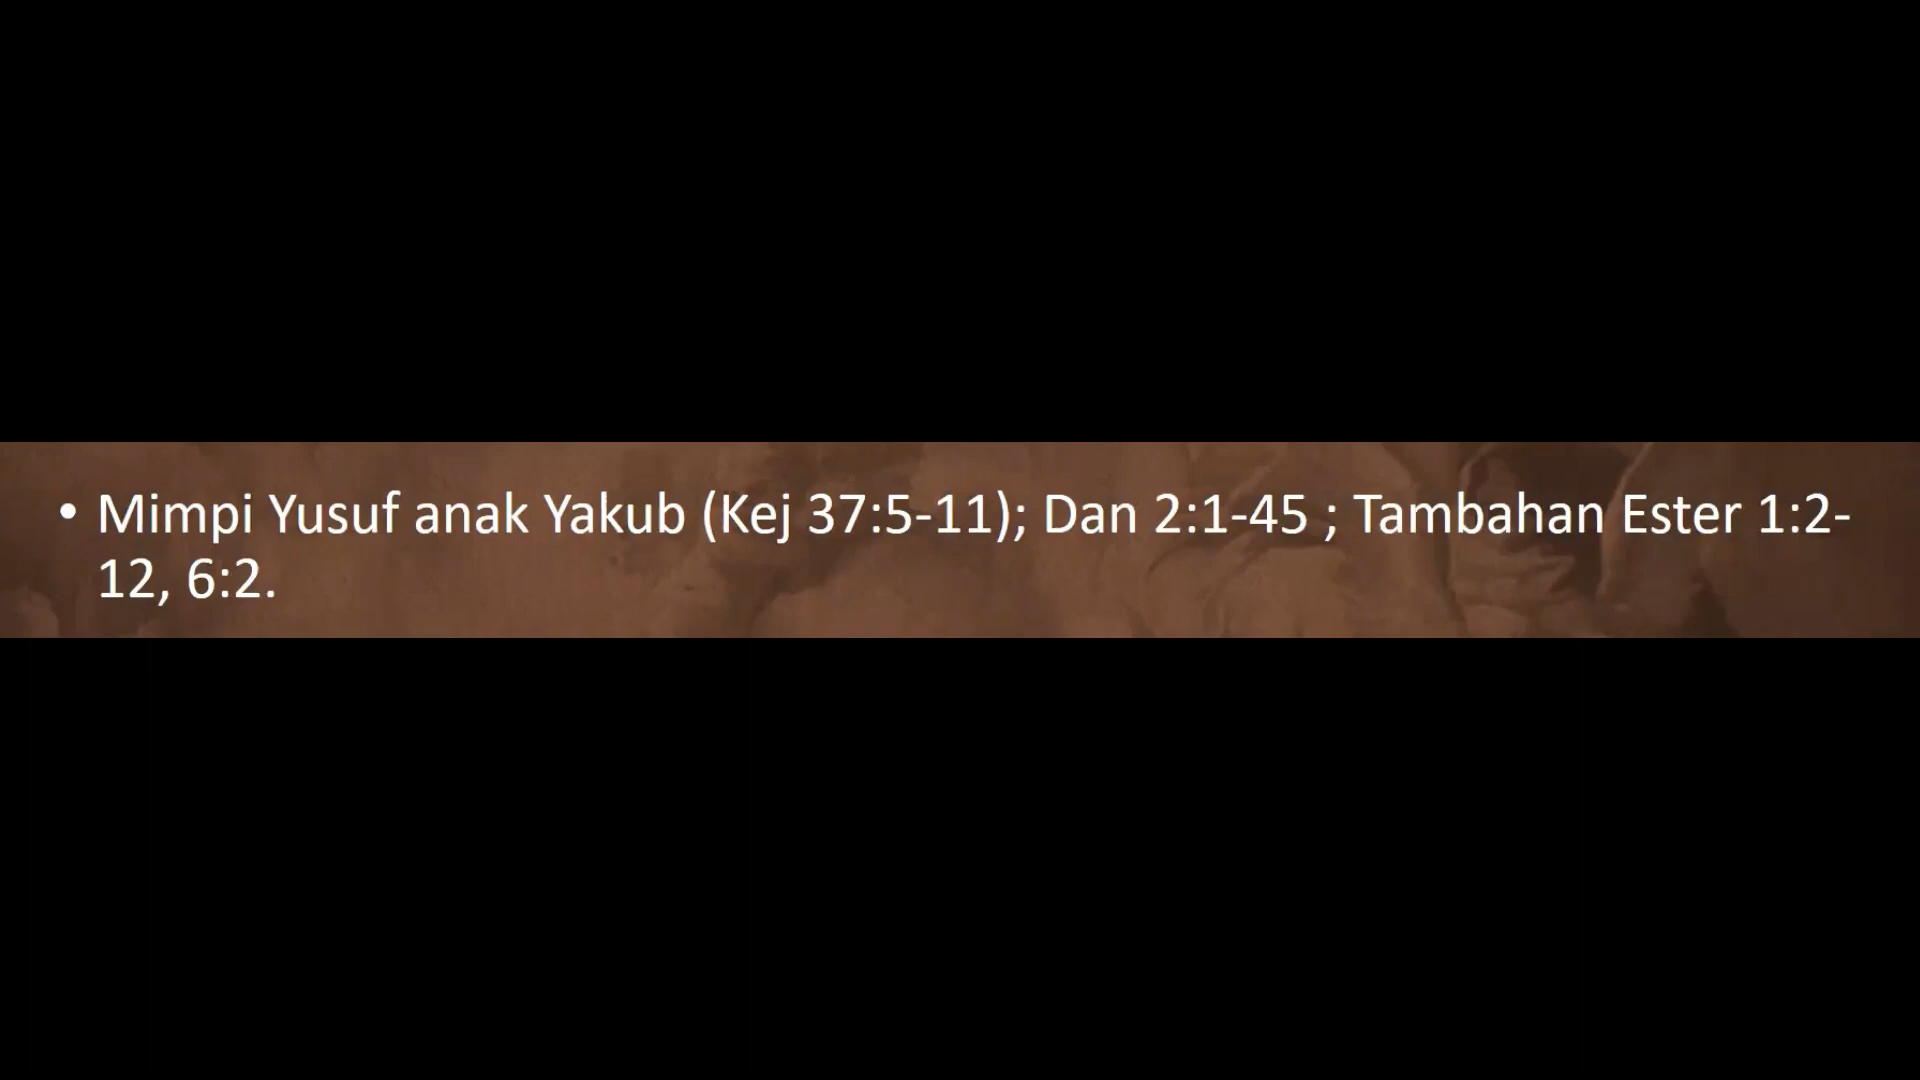 • Mimpi Yusuf anak Yakub (Kej 37:5-11); Dan 2:1-45 ; Tambahan Ester 1:2-
12, 6:2.